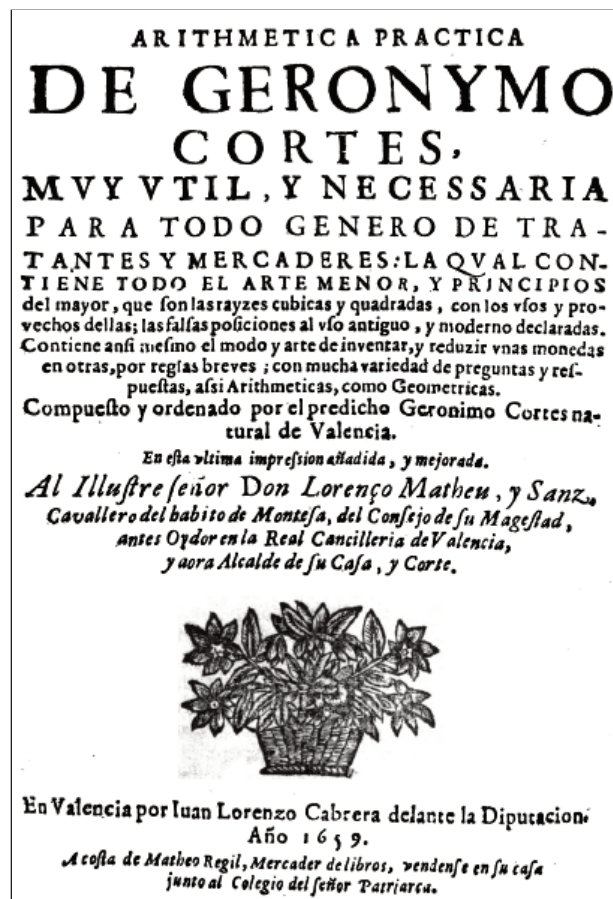 ARITHMETICA PRACTICA
DE GERONYMO
CORTES,
MVY VTIL, Y NECESSARIA
PARA TODO GENERO DE TRA-
TANTES Y MERCADERES: LA QVAL CON-
TIENE TODO EL ARTE MENOR, Y PRINCIPIOS
del mayor, que ſon las rayzes cubicas y quadradas, con los vſos y pro-
vechos dellas; las falſas poſiciones al vſo antiguo, y moderno declaradas.
Contiene anſi meſmo el modo y arte de inventar, y reduzir vnas monedas
en otras, por reglas breves; con mucha variedad de preguntas y reſ-
pueſtas, aſsi Arithmeticas, como Geometricas.
Compueſto y ordenado por el predicho Geronimo Cortes na-
tural de Valencia.
En eſta vltima impreſsion añadida, y mejorada.
Al Illuſtre ſeñor Don Lorenço Matheu, y Sanz,
Cavallero del habito de Monteſa, del Conſejo de ſu Mageſtad,
antes Oydor en la Real Cancilleria de Valencia,
y aora Alcalde de ſu Caſa, y Corte.
En Valencia por Iuan Lorenzo Cabrera delante la Diputacion.
Año 1659.
A coſta de Matheo Regil, Mercader de libros, vendenſe en ſu caſa
junto al Colegio del ſeñor Patriarca.